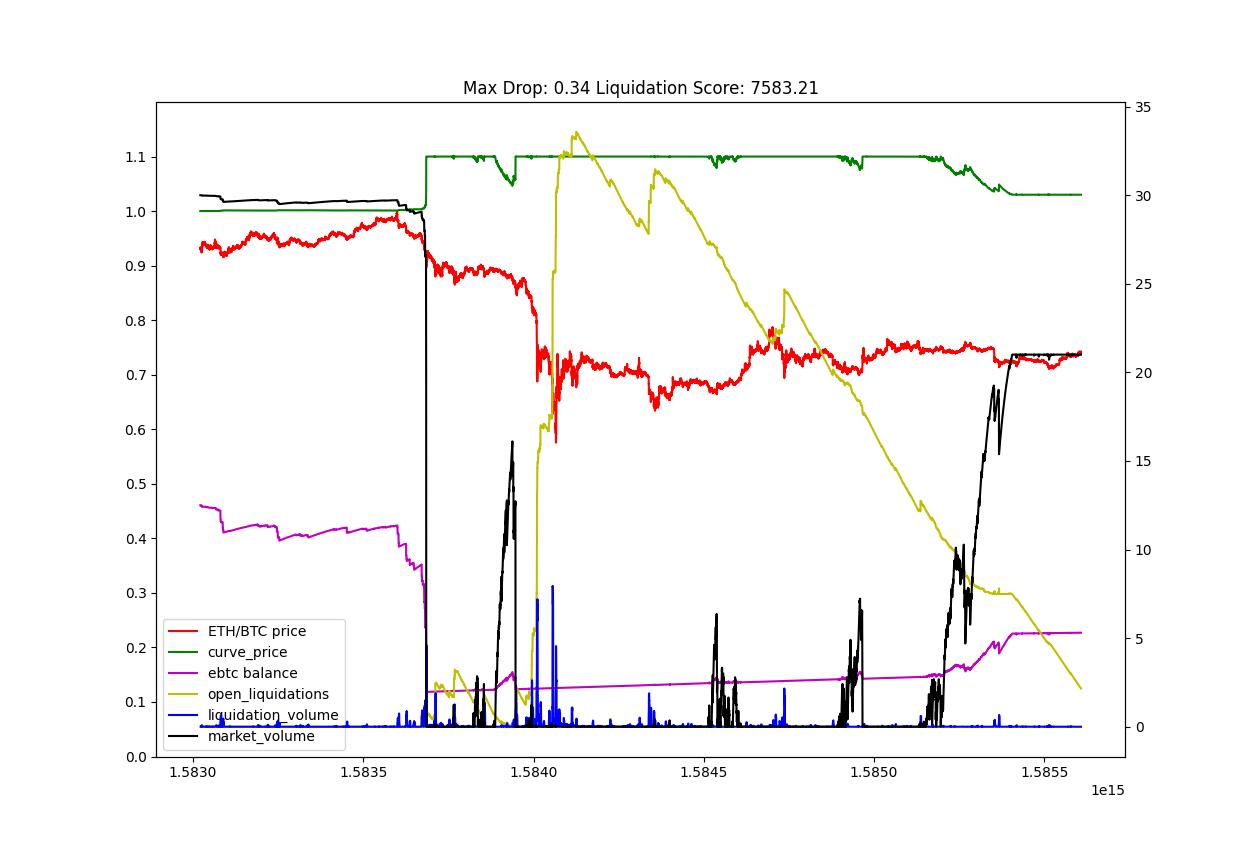 Max Drop: 0.34 Liquidation Score: 7583.21
1.1
1.0
0.9
0.8
0.7
0.6
0.5
0.4
0.3
0.2
0.1
0.0
35
30
25
20
15
10
5
0
ETH/BTC price
curve_price
ebtc balance
open_liquidations
liquidation_volume
market_volume
1.5830 1.5835 1.5840 1.5845 1.5850 1.5855
1e15